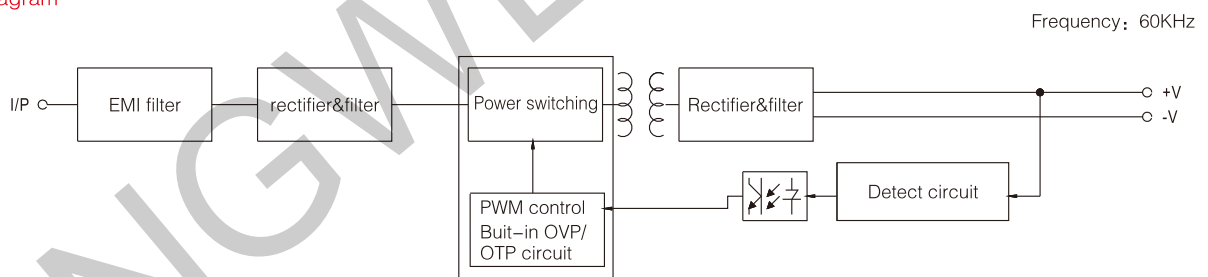 agram
Frequency: 60KHz
I/P
EMI filter
rectifier&filter
Power switching
Rectifier&filter
+V
-V
PWM control
Buit-in OVP/
OTP circuit
Detect circuit